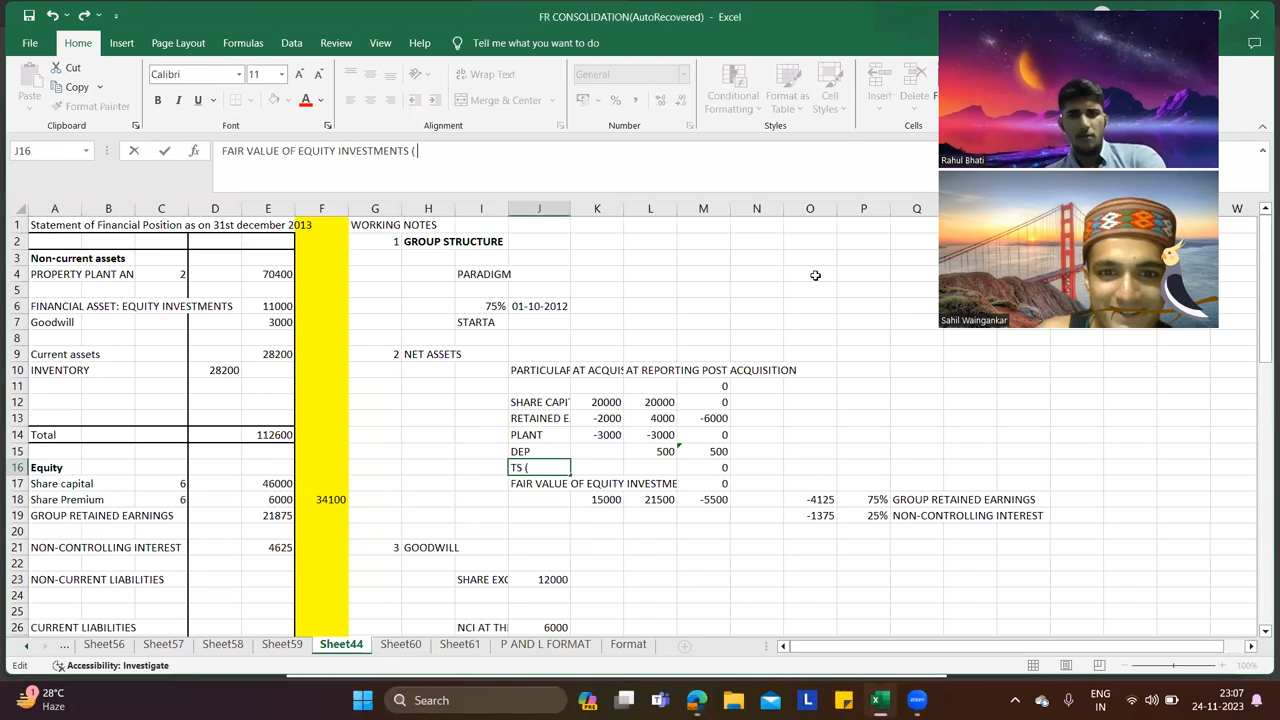 FR CONSOLIDATION(AutoRecovered) - Excel
File Home Insert Page Layout Formulas Data Review View Help Tell me what you want to do
Paste Cut Copy Format Painter Clipboard
Calibri 11 B I U A Font
Wrap Text Merge & Center Alignment
General % Number
Conditional Formatting Format as Table Cell Styles Styles
Insert Delete Cells
Rahul Bhati
Sahil Waingankar
J16 fx FAIR VALUE OF EQUITY INVESTMENTS (
A B C D E F G H I J K L M N O P Q W
1 Statement of Financial Position as on 31st december 2013 WORKING NOTES
2 1 GROUP STRUCTURE
3 Non-current assets
4 PROPERTY PLANT AN 2 70400 PARADIGM
5
6 FINANCIAL ASSET: EQUITY INVESTMENTS 11000 75% 01-10-2012
7 Goodwill 3000 STARTA
8
9 Current assets 28200 2 NET ASSETS
10 INVENTORY 28200 PARTICULAR AT ACQUIS AT REPORTING POST ACQUISITION
11 0
12 SHARE CAPI 20000 20000 0
13 RETAINED E -2000 4000 -6000
14 Total 112600 PLANT -3000 -3000 0
15 DEP 500 500
16 Equity TS ( 0
17 Share capital 6 46000 FAIR VALUE OF EQUITY INVESTME 0
18 Share Premium 6 6000 34100 15000 21500 -5500 -4125 75% GROUP RETAINED EARNINGS
19 GROUP RETAINED EARNINGS 21875 -1375 25% NON-CONTROLLING INTEREST
20
21 NON-CONTROLLING INTEREST 4625 3 GOODWILL
22
23 NON-CURRENT LIABILITIES SHARE EXC 12000
24
25
26 CURRENT LIABILITIES NCI AT TH 6000
... Sheet56 Sheet57 Sheet58 Sheet59 Sheet44 Sheet60 Sheet61 P AND L FORMAT Format
Edit Accessibility: Investigate 100%
28°C
Haze
Search
PRE
L
ENG
IN
23:07
24-11-2023